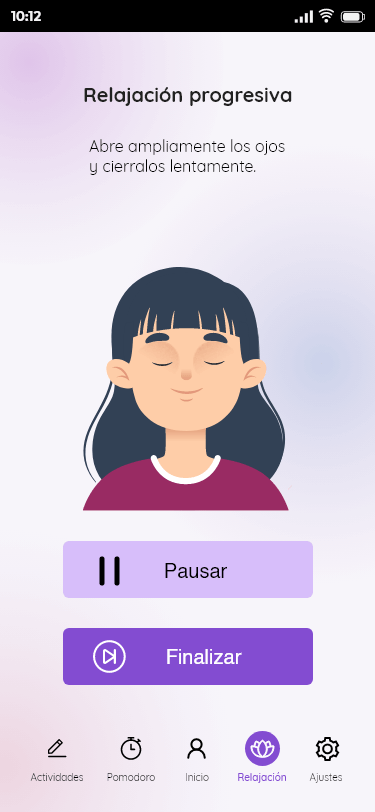 10:12
Relajación progresiva
Abre ampliamente los ojos
y cierralos lentamente.
Pausar
Finalizar
Actividades
Pomodoro
Inicio
Relajación
Ajustes